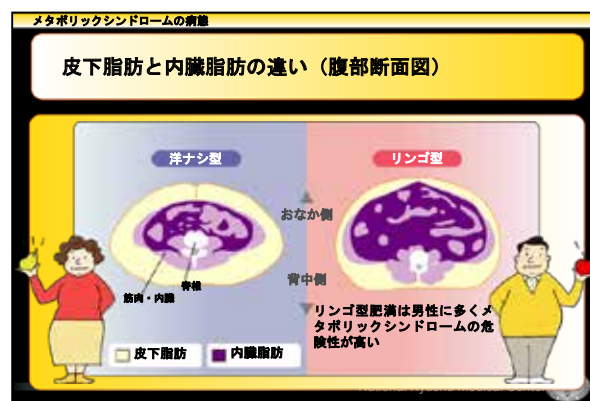 メタボリックシンドロームの病態
皮下脂肪と内臓脂肪の違い（腹部断面図）
洋ナシ型
リンゴ型
おなか側
背中側
脊椎
筋肉・内臓
リンゴ型肥満は男性に多くメ
タボリックシンドロームの危
険性が高い
皮下脂肪
内臓脂肪